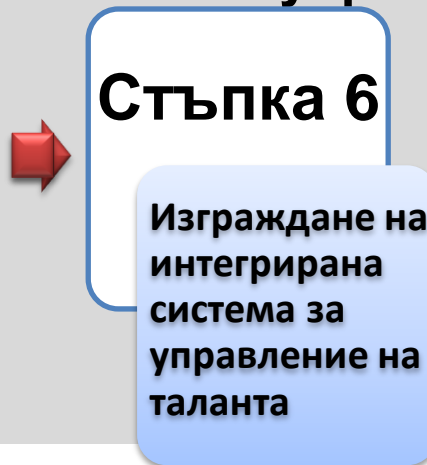 Стъпка 6
Изграждане на
интегрирана
система за
управление на
таланта